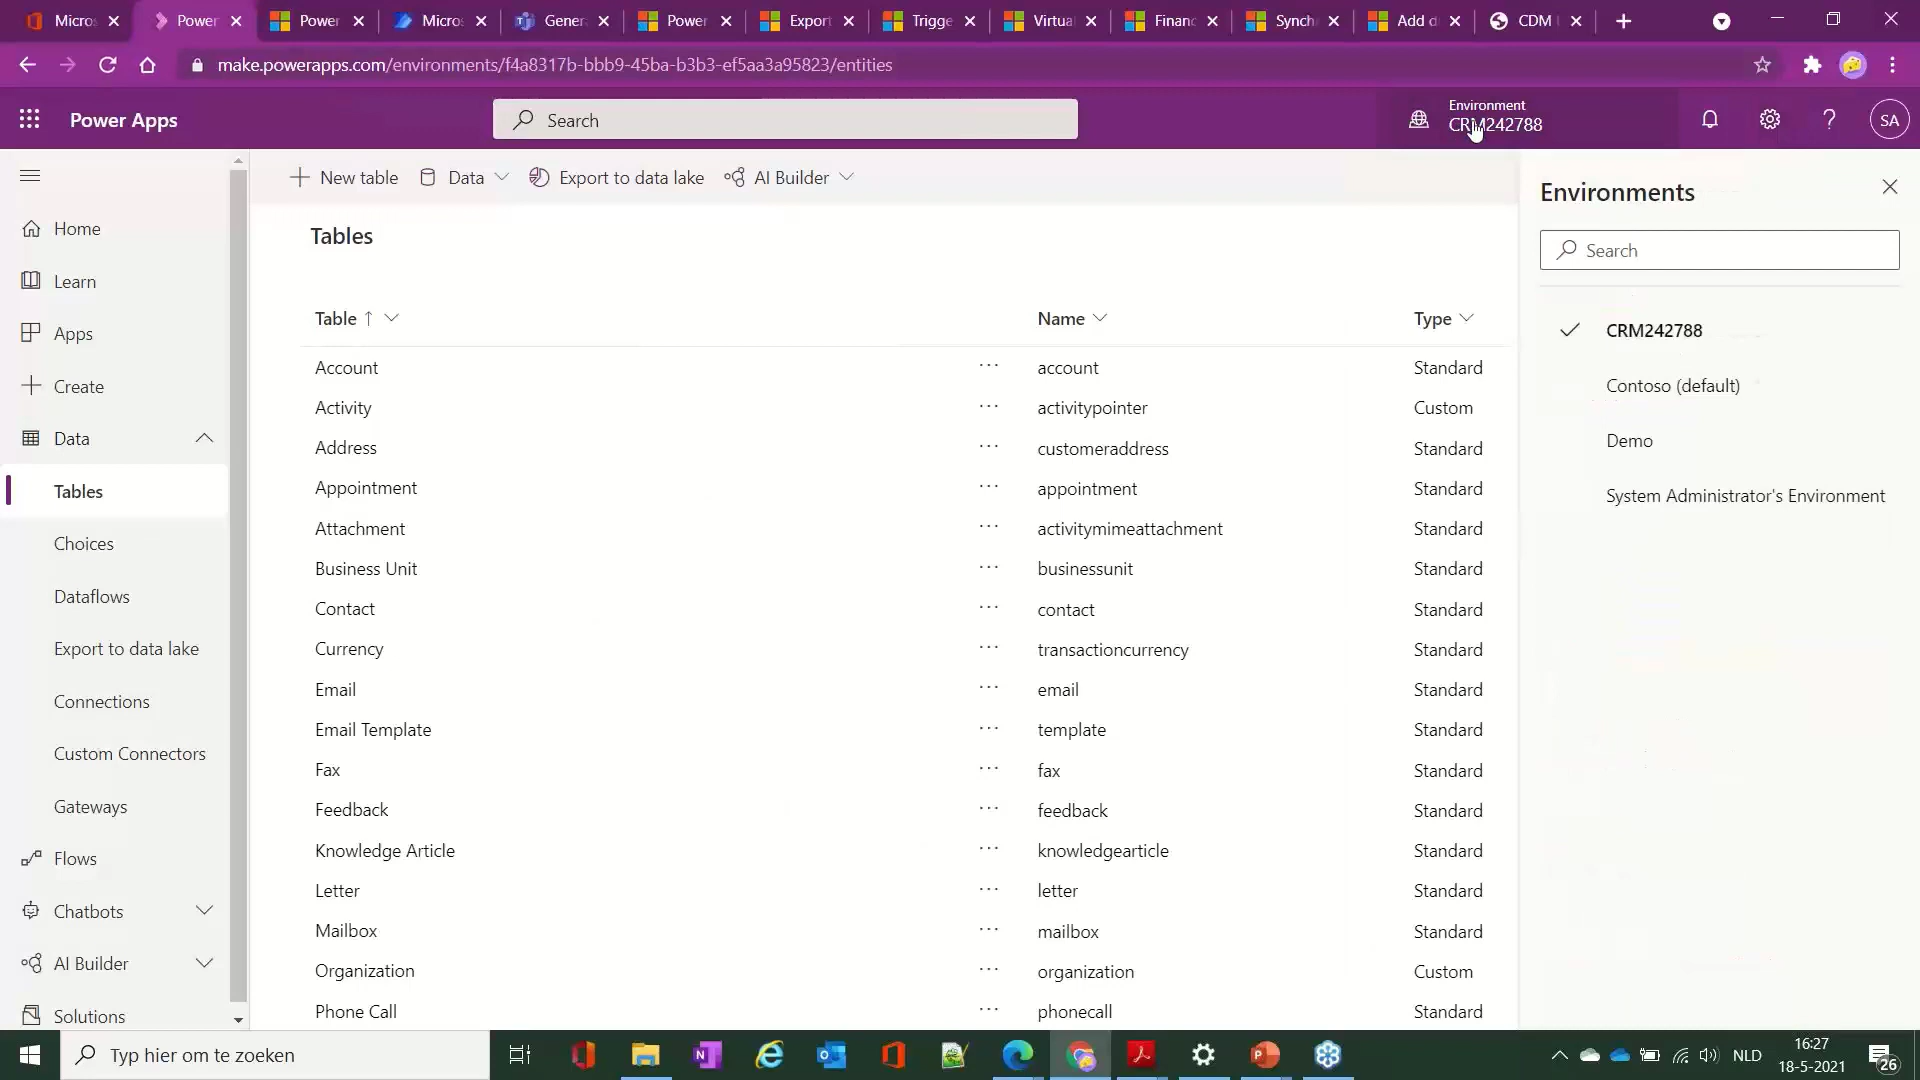 Micros
Power
Power
Micros
Gener
Power
Export
Trigge
Virtua
Financ
Synch
Add d
CDM
make.powerapps.com/environments/f4a8317b-bbb9-45ba-b3b3-ef5aa3a95823/entities
Power Apps
Search
Environment
CRM242788
SA
New table
Data
Export to data lake
AI Builder
Home
Learn
Apps
Create
Data
Tables
Choices
Dataflows
Export to data lake
Connections
Custom Connectors
Gateways
Flows
Chatbots
AI Builder
Solutions
Tables
Table ↑ Name Type
Account ··· account Standard
Activity ··· activitypointer Custom
Address ··· customeraddress Standard
Appointment ··· appointment Standard
Attachment ··· activitymimeattachment Standard
Business Unit ··· businessunit Standard
Contact ··· contact Standard
Currency ··· transactioncurrency Standard
Email ··· email Standard
Email Template ··· template Standard
Fax ··· fax Standard
Feedback ··· feedback Standard
Knowledge Article ··· knowledgearticle Standard
Letter ··· letter Standard
Mailbox ··· mailbox Standard
Organization ··· organization Custom
Phone Call ··· phonecall Standard
Environments
Search
CRM242788
Contoso (default)
Demo
System Administrator's Environment
Typ hier om te zoeken
NLD
16:27
18-5-2021
26